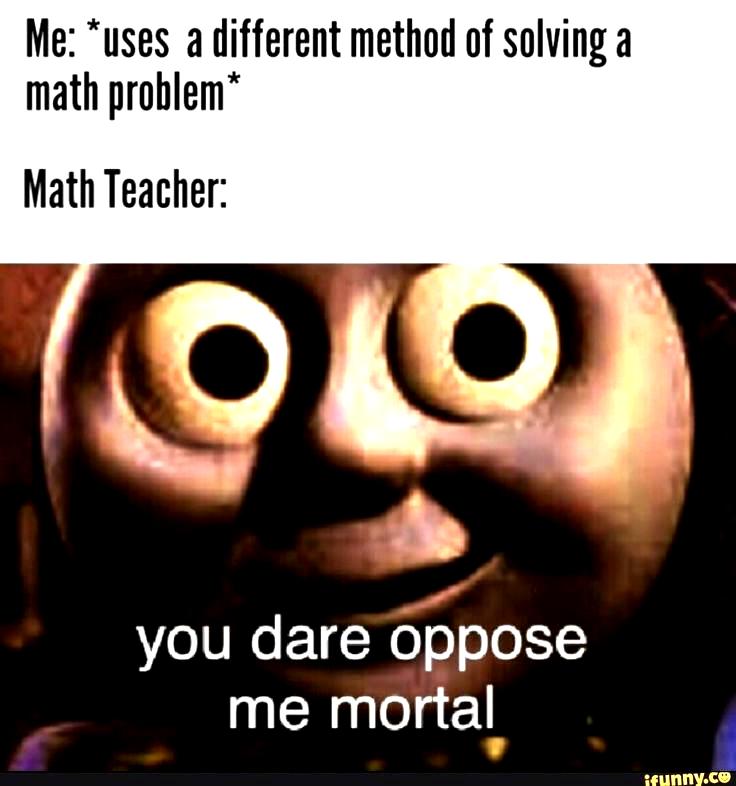 Me: *uses a different method of solving a
math problem*
Math Teacher:
you dare oppose
me mortal
ifunny.co